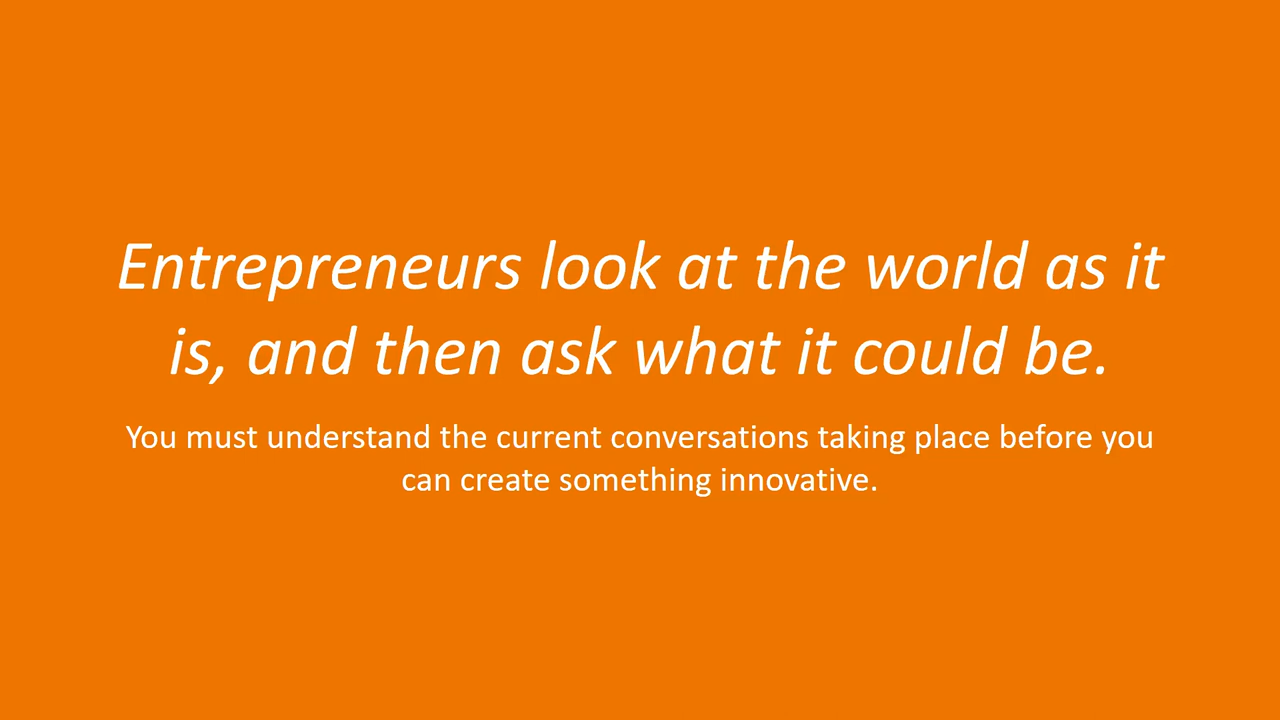 Entrepreneurs look at the world as it
is, and then ask what it could be.
You must understand the current conversations taking place before you
can create something innovative.